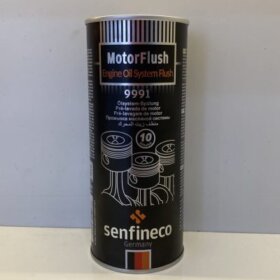 MotorFlush
Engine Oil System Flush
9991
Ölsystem-Spülung
Pré-lavada de motor
Pré-lavagem de motor
Промывка масляной системы
10
senfineco
Germany